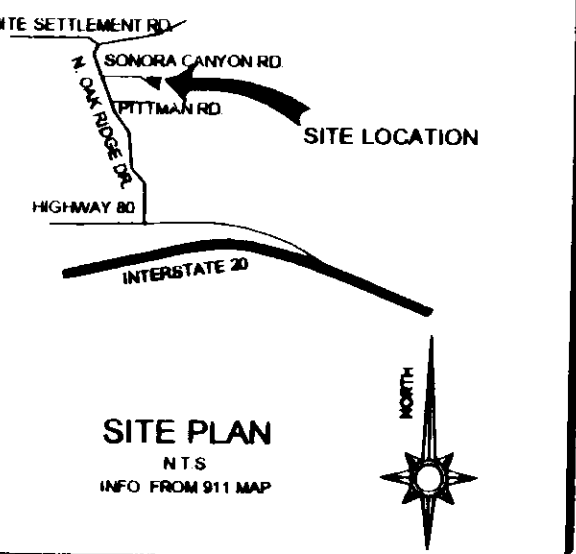 ITE SETTLEMENT RD.
SONORA CANYON RD.
N. OAK RIDGE DR.
PITTMAN RD.
SITE LOCATION
HIGHWAY 80
INTERSTATE 20
NORTH
SITE PLAN
N.T.S
INFO FROM 911 MAP